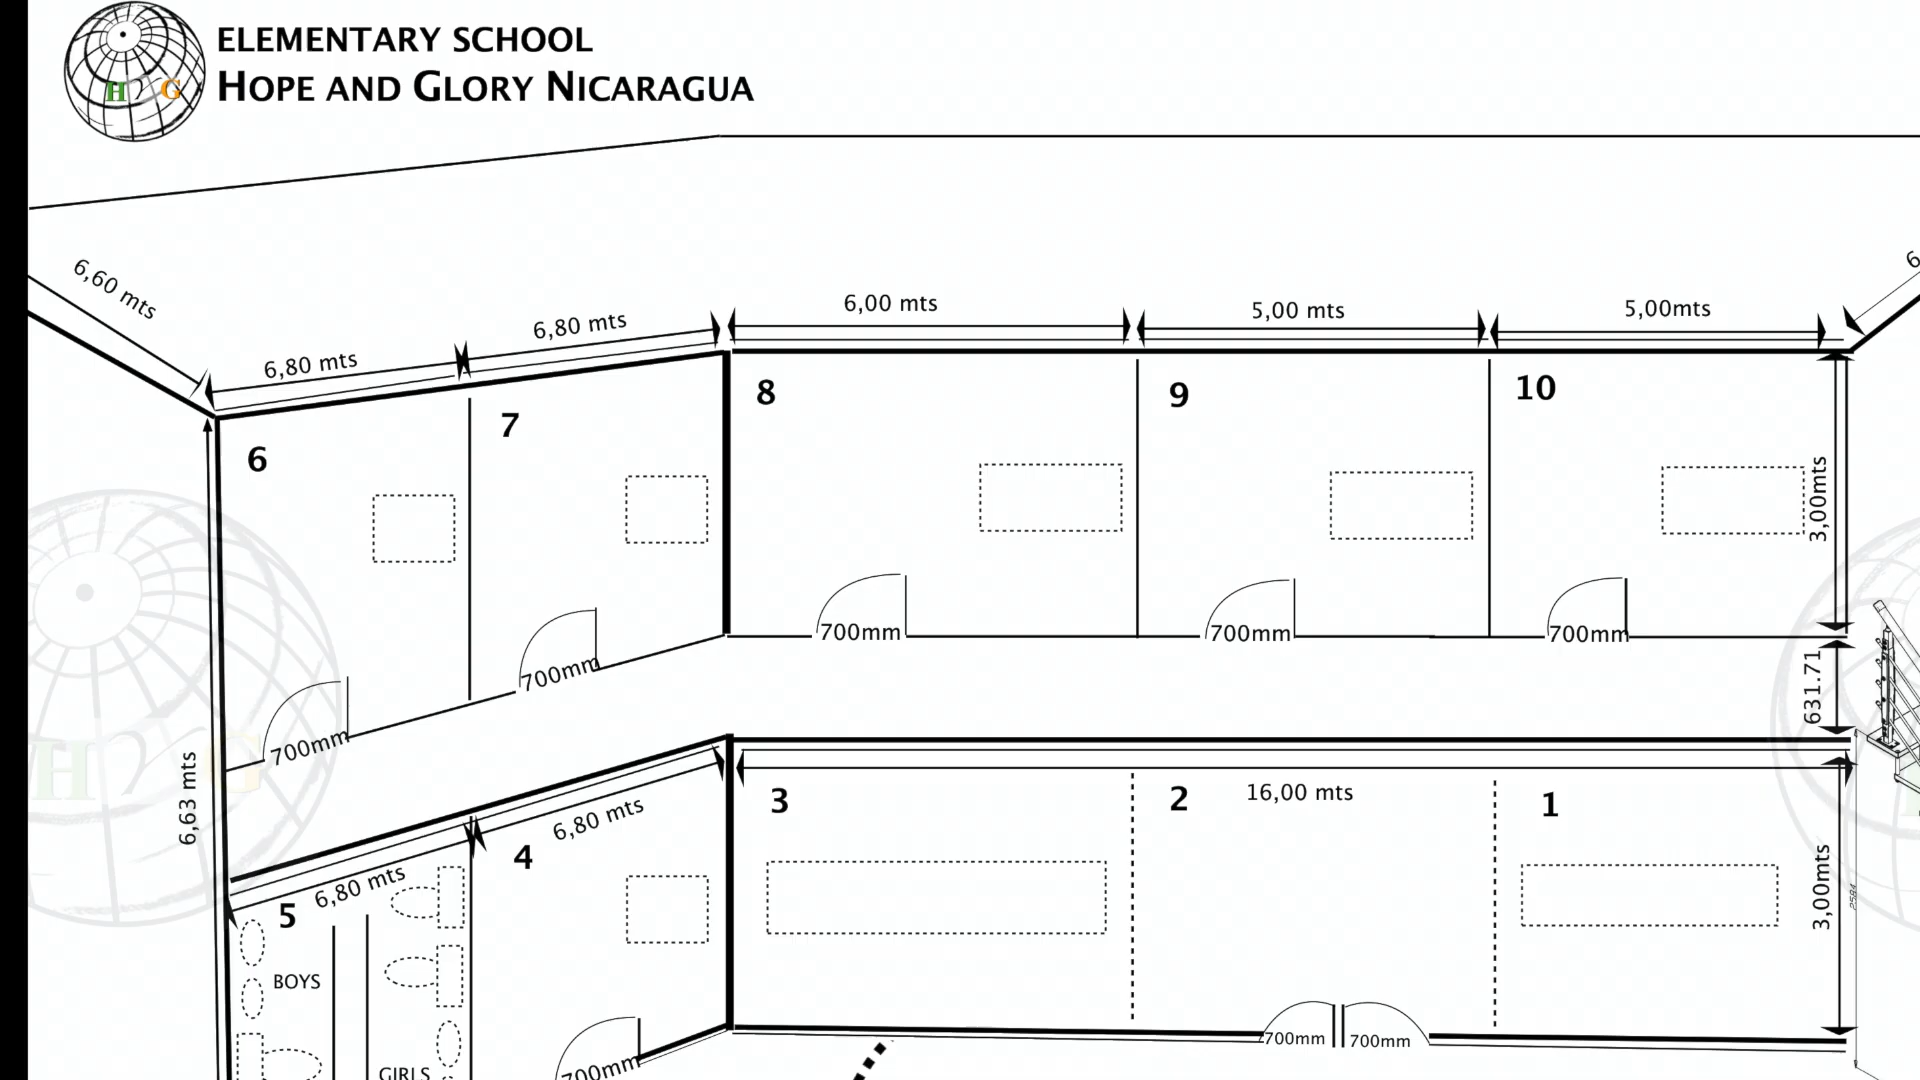 ELEMENTARY SCHOOL
HOPE AND GLORY NICARAGUA
H G
6,60 mts
6,80 mts
6,80 mts
6,00 mts
5,00 mts
5,00mts
6
6
7
8
9
10
3,00mts
700mm
700mm
700mm
700mm
700mm
631.71
H G
6,63 mts
6,80 mts
6,80 mts
16,00 mts
5
4
3
2
1
3,00mts
BOYS
GIRLS
700mm
700mm
700mm